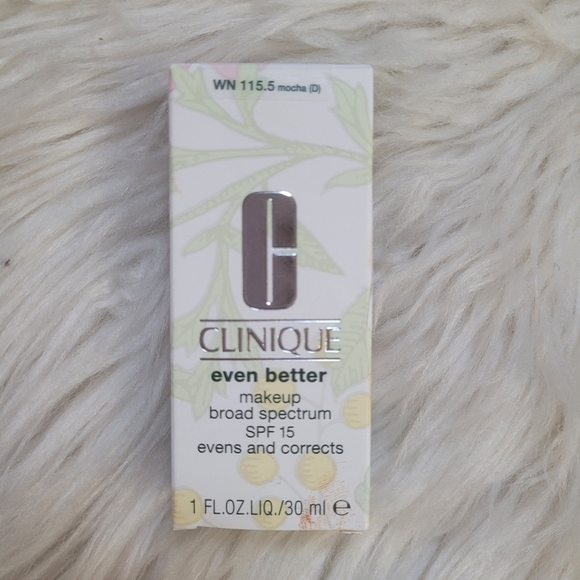 WN 115.5 mocha (D)
CLINIQUE
even better
makeup
broad spectrum
SPF 15
evens and corrects
1 FL.OZ.LIQ./30 ml ℮